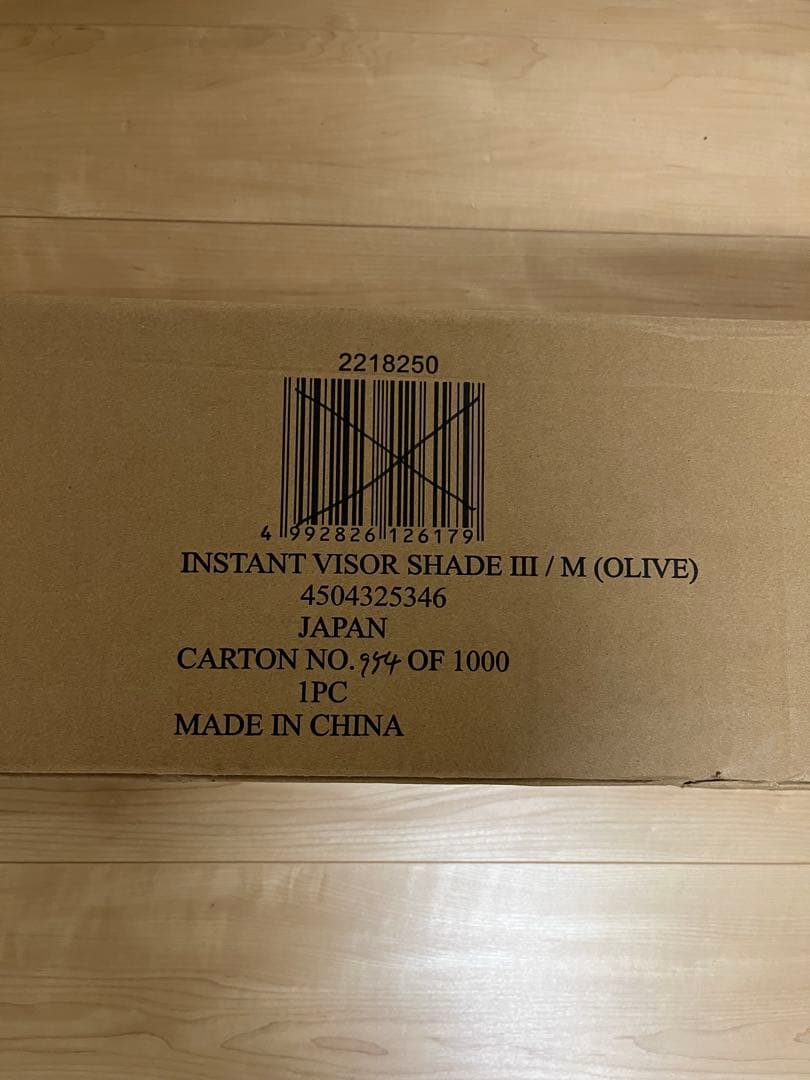 2218250
4 992826 126179
INSTANT VISOR SHADE III / M (OLIVE)
4504325346
JAPAN
CARTON NO. 954 OF 1000
1PC
MADE IN CHINA